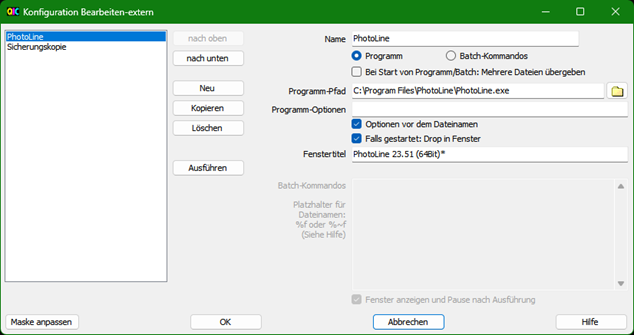 Konfiguration Bearbeiten-extern
PhotoLine
Sicherungskopie
nach oben
nach unten
Neu
Kopieren
Löschen
Ausführen
Name PhotoLine
Programm Batch-Kommandos
Bei Start von Programm/Batch: Mehrere Dateien übergeben
Programm-Pfad C:\Program Files\PhotoLine\PhotoLine.exe
Programm-Optionen
Optionen vor dem Dateinamen
Falls gestartet: Drop in Fenster
Fenstertitel PhotoLine 23.51 (64Bit)*
Batch-Kommandos
Platzhalter für
Dateinamen:
%f oder %~f
(Siehe Hilfe)
Fenster anzeigen und Pause nach Ausführung
Maske anpassen OK Abbrechen Hilfe